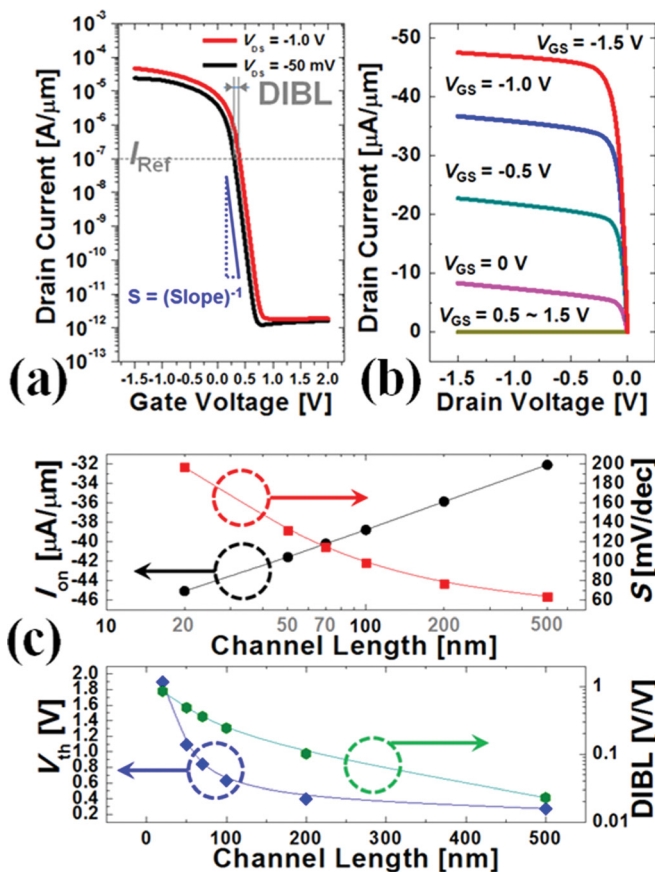 10⁻³
10⁻⁴
10⁻⁵
10⁻⁶
10⁻⁷
10⁻⁸
10⁻⁹
10⁻¹⁰
10⁻¹¹
10⁻¹²
10⁻¹³
Drain Current [A/μm]
V_DS = -1.0 V
V_DS = -50 mV
DIBL
I_Ref
S = (Slope)⁻¹
-1.5 -1.0 -0.5 0.0 0.5 1.0 1.5 2.0
Gate Voltage [V]
(a)
-50
-40
-30
-20
-10
0
Drain Current [μA/μm]
V_GS = -1.5 V
V_GS = -1.0 V
V_GS = -0.5 V
V_GS = 0 V
V_GS = 0.5 ~ 1.5 V
-1.5 -1.0 -0.5 0.0
Drain Voltage [V]
(b)
-32
-34
-36
-38
-40
-42
-44
-46
I_on [μA/μm]
200
180
160
140
120
100
80
60
S [mV/dec]
10 20 50 70 100 200 500
Channel Length [nm]
(c)
2.0
1.8
1.6
1.4
1.2
1.0
0.8
0.6
0.4
0.2
V_th [V]
1
0.1
0.01
DIBL [V/V]
0 100 200 300 400 500
Channel Length [nm]